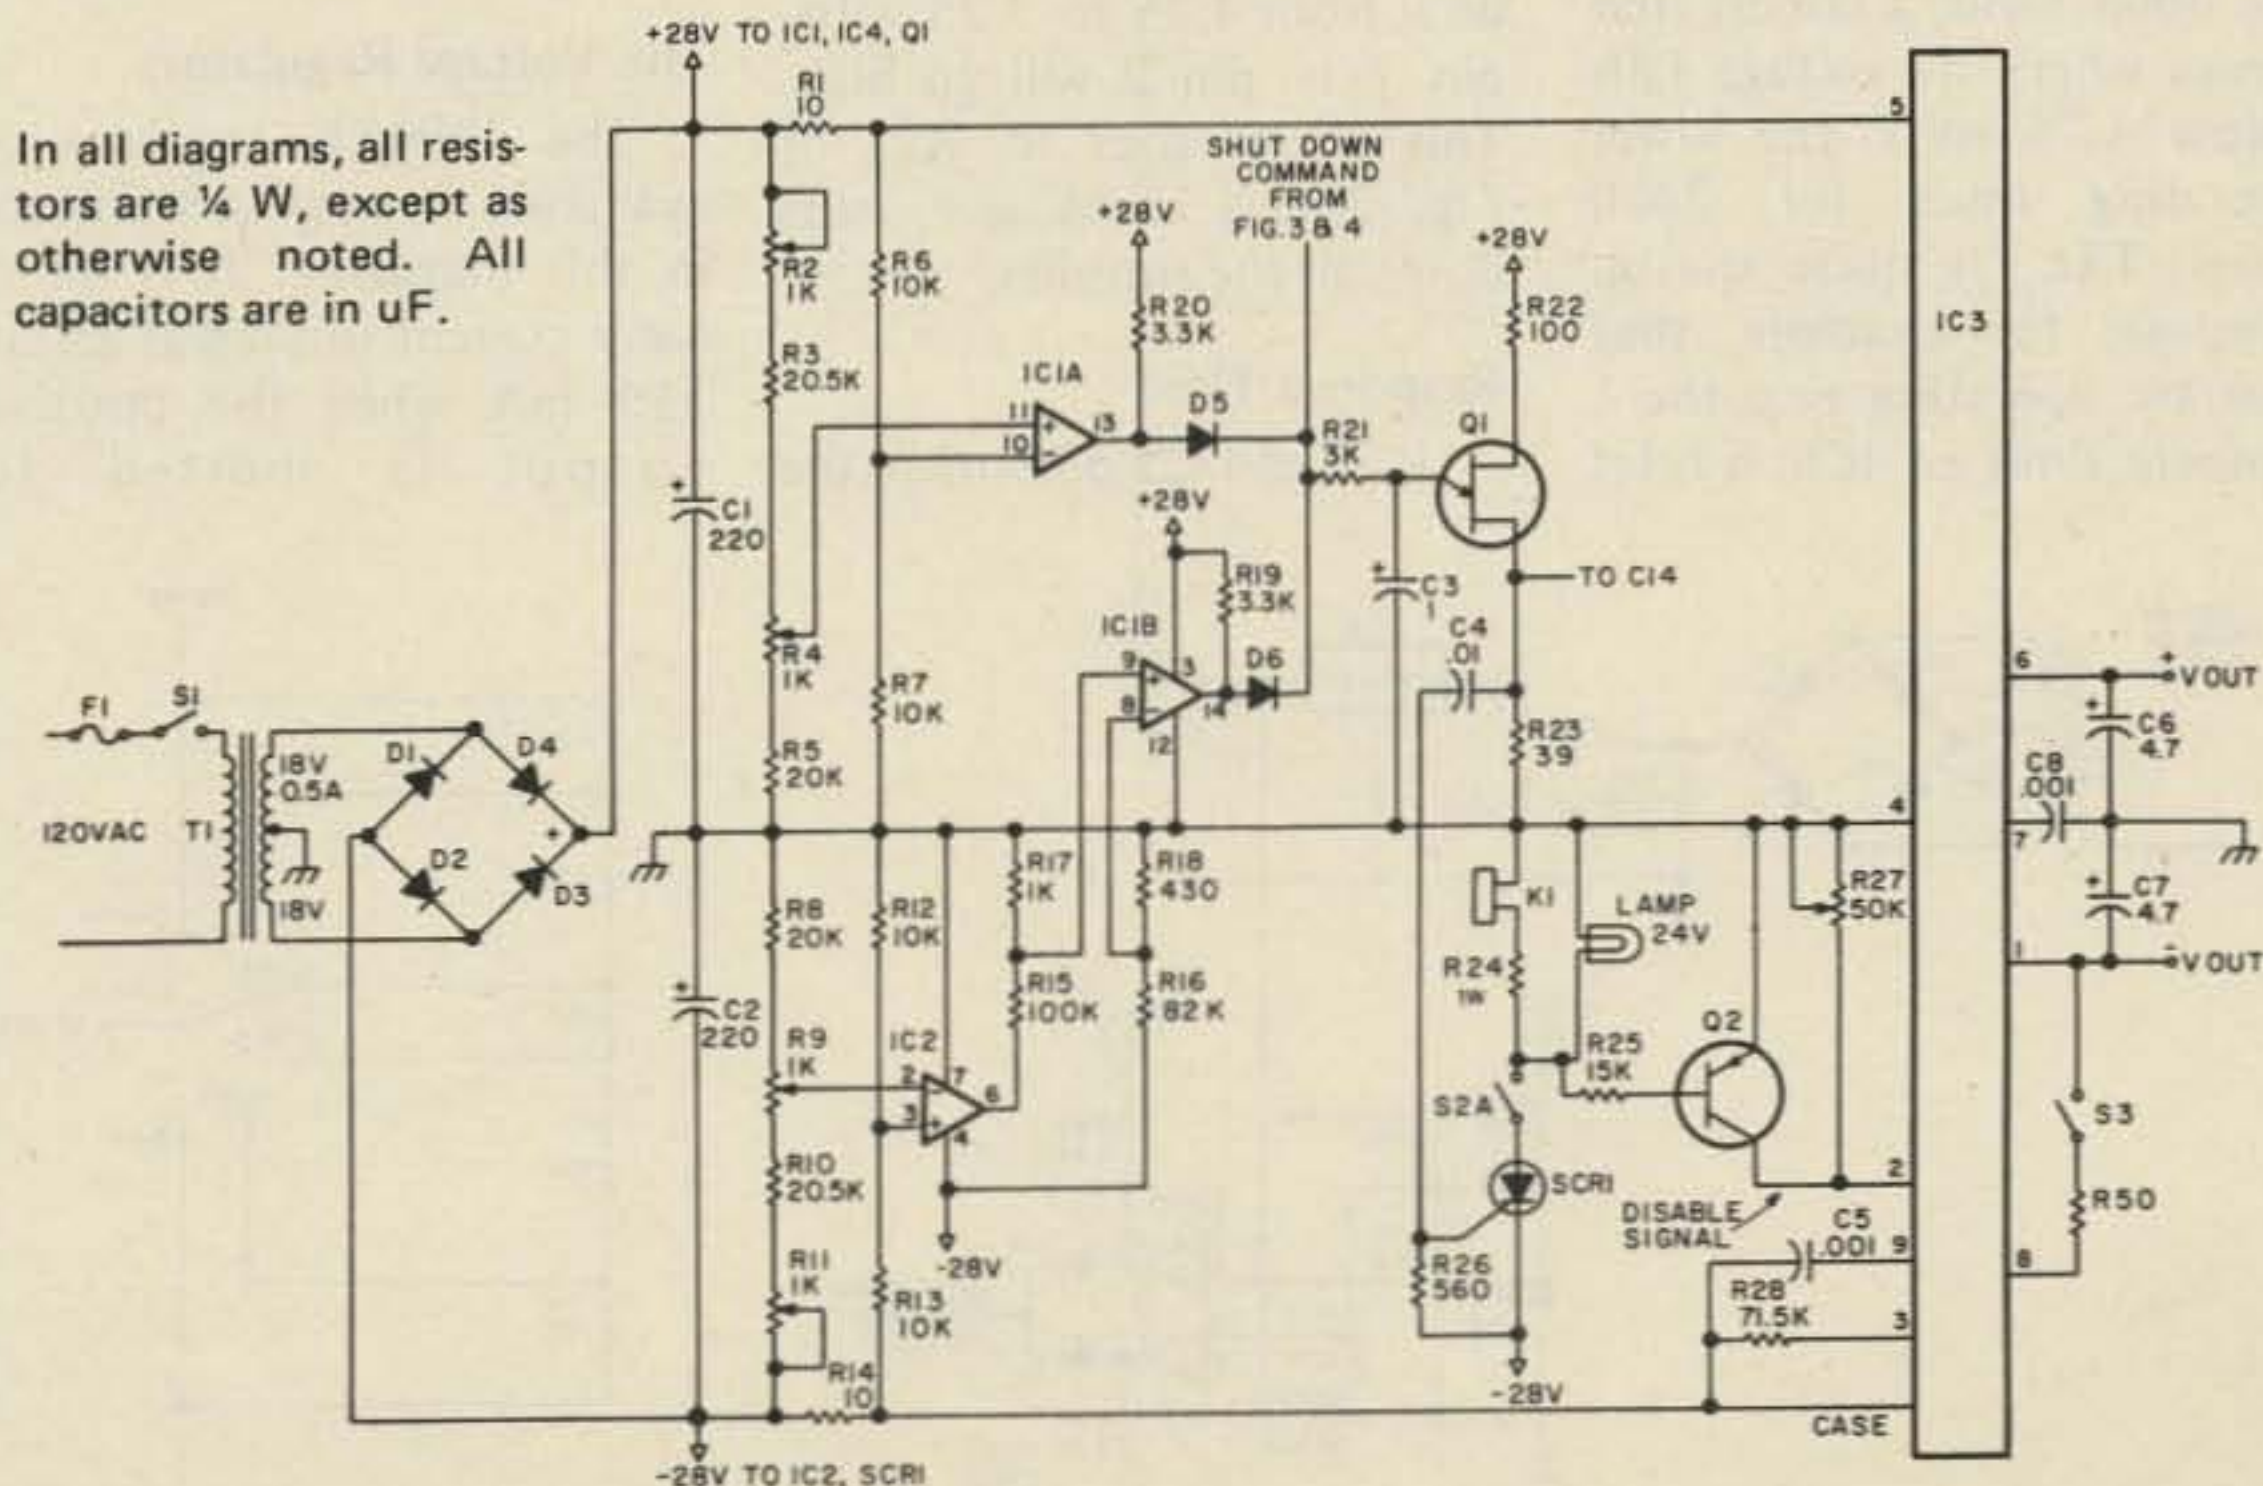 +28V TO IC1, IC4, Q1
In all diagrams, all resis-
tors are ¼ W, except as
otherwise noted. All
capacitors are in uF.
R1
10
5
SHUT DOWN
COMMAND
FROM
FIG. 3 & 4
+28V
+28V
R2
1K
R6
10K
R20
3.3K
R22
100
IC3
R3
20.5K
IC1A
11
+
10
-
13
D5
R21
3K
Q1
+
C1
220
+28V
R19
3.3K
+
C3
1
TO C14
R4
1K
IC1B
9
+
8
-
3
14
12
D6
C4
.01
R7
10K
R23
39
6
+
VOUT
+
C6
4.7
F1
S1
D1
D4
18V
0.5A
R5
20K
C8
.001
120VAC
T1
+
4
7
D2
D3
18V
R17
1K
R18
430
K1
LAMP
24V
R27
50K
+
C7
4.7
R8
20K
R12
10K
R24
1W
1
-
VOUT
+
C2
220
R15
100K
R16
82K
R9
1K
IC2
2
-
7
3
+
4
6
R25
15K
Q2
S2A
S3
R10
20.5K
SCR1
2
DISABLE
SIGNAL
C5
.001
9
R50
R11
1K
-28V
R13
10K
R26
560
R28
71.5K
8
3
R14
10
-28V
CASE
-28V TO IC2, SCR1